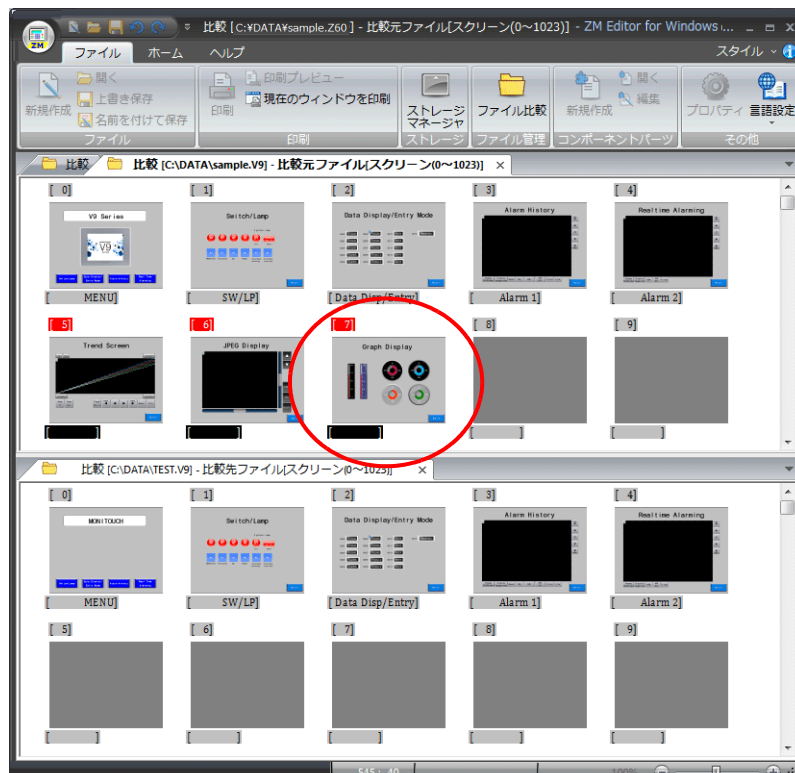 比較 [C:¥DATA¥sample.Z60 ] - 比較元ファイル[スクリーン(0～1023)] - ZM Editor for Windows
ZM
ファイル ホーム ヘルプ スタイル
新規作成 開く 上書き保存 名前を付けて保存
印刷 印刷プレビュー 現在のウィンドウを印刷
ストレージマネージャ ファイル比較
新規作成 開く 編集
プロパティ 言語設定
ファイル 印刷 ストレージ ファイル管理 コンポーネントパーツ その他
比較 比較 [C:\DATA\sample.V9] - 比較元ファイル[スクリーン(0～1023)] ×
[ 0] [ 1] [ 2] [ 3] [ 4]
V9 Series Switch/Lamp Data Display/Entry Mode Alarm History Realtime Alarming
V9
[ MENU] [ SW/LP] [Data Disp/Entry] [ Alarm 1] [ Alarm 2]
[ 5] [ 6] [ 7] [ 8] [ 9]
Trend Screen JPEG Display Graph Display
[ ] [ ] [ ] [ ] [ ]
比較 [C:\DATA\TEST.V9] - 比較先ファイル[スクリーン(0～1023)] ×
[ 0] [ 1] [ 2] [ 3] [ 4]
MONITOUCH Switch/Lamp Data Display/Entry Mode Alarm History Realtime Alarming
[ MENU] [ SW/LP] [Data Disp/Entry] [ Alarm 1] [ Alarm 2]
[ 5] [ 6] [ 7] [ 8] [ 9]
[ ] [ ] [ ] [ ] [ ]